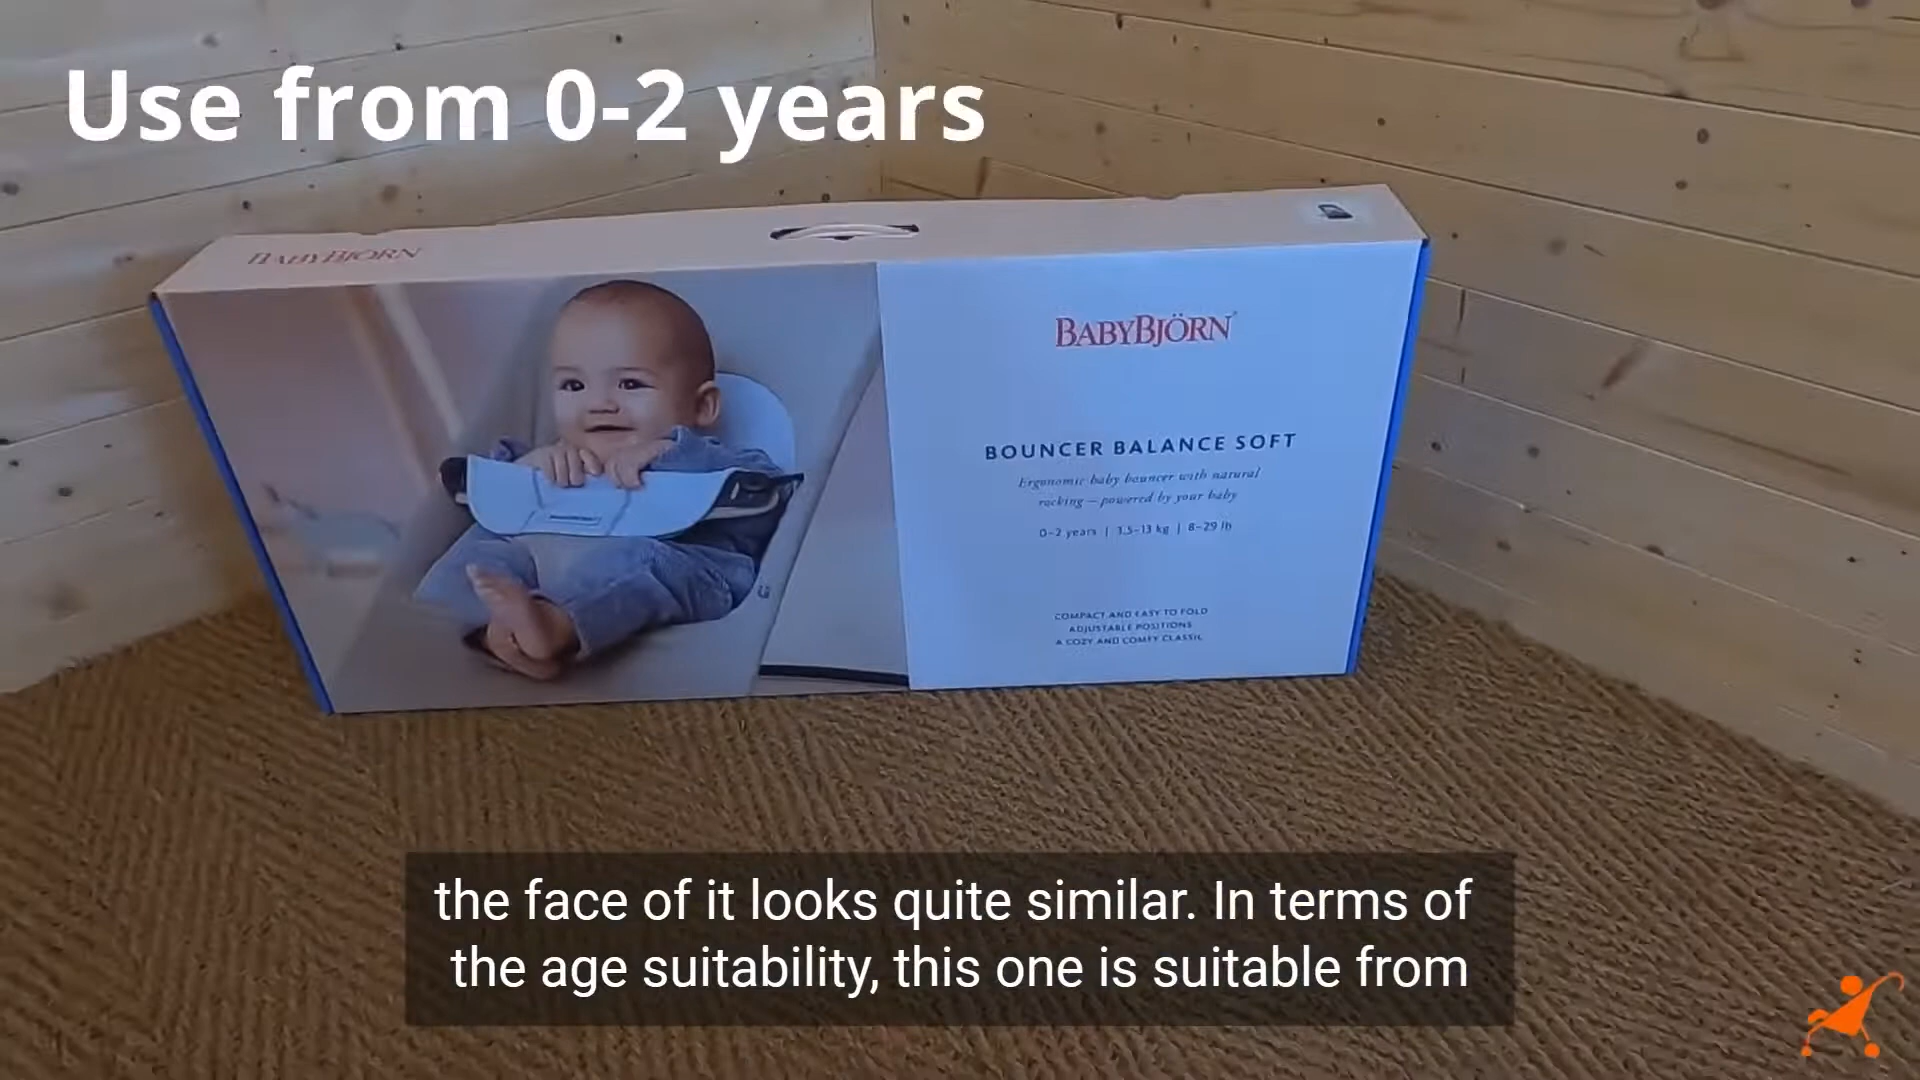 Use from 0-2 years
BABYBJÖRN
BABYBJÖRN
BOUNCER BALANCE SOFT
Ergonomic baby bouncer with natural
rocking – powered by your baby
0-2 years | 3.5-13 kg | 8-29 lb
COMPACT AND EASY TO FOLD
ADJUSTABLE POSITIONS
A COZY AND COMFY CLASSIC
the face of it looks quite similar. In terms of
the age suitability, this one is suitable from